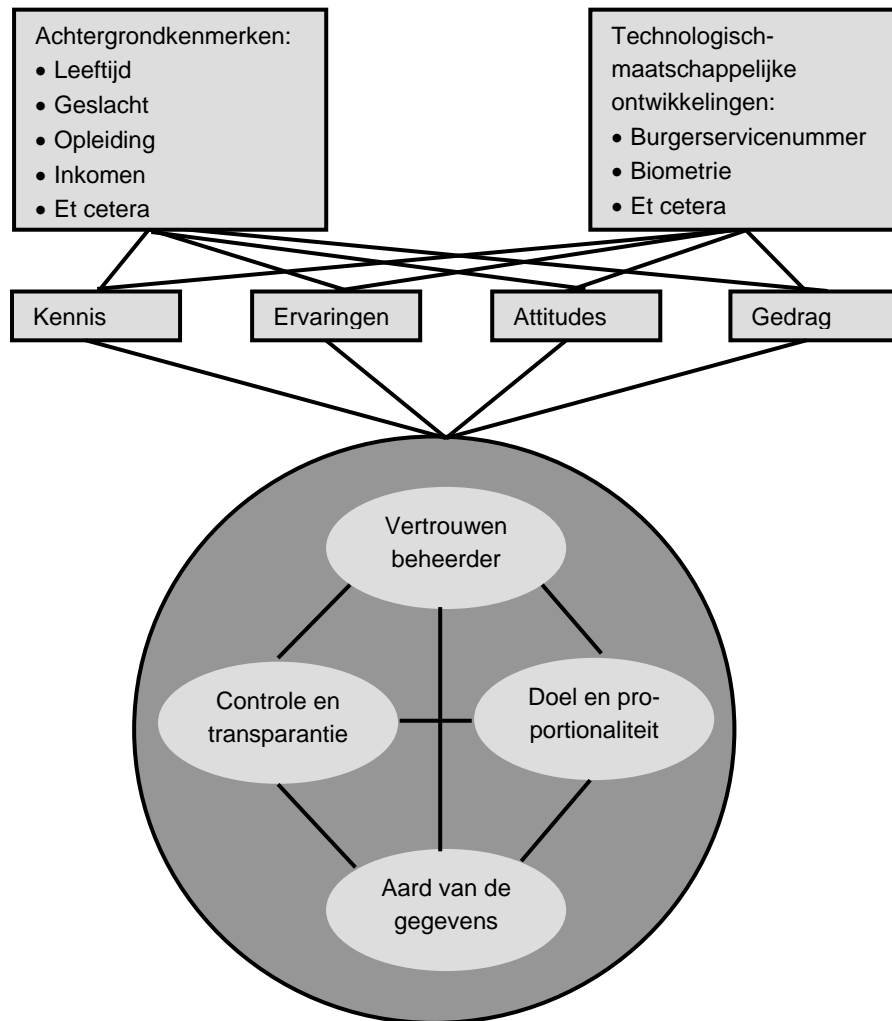 Achtergrondkenmerken:
• Leeftijd
• Geslacht
• Opleiding
• Inkomen
• Et cetera
Technologisch-
maatschappelijke
ontwikkelingen:
• Burgerservicenummer
• Biometrie
• Et cetera
Kennis
Ervaringen
Attitudes
Gedrag
Vertrouwen
beheerder
Controle en
transparantie
Doel en pro-
portionaliteit
Aard van de
gegevens